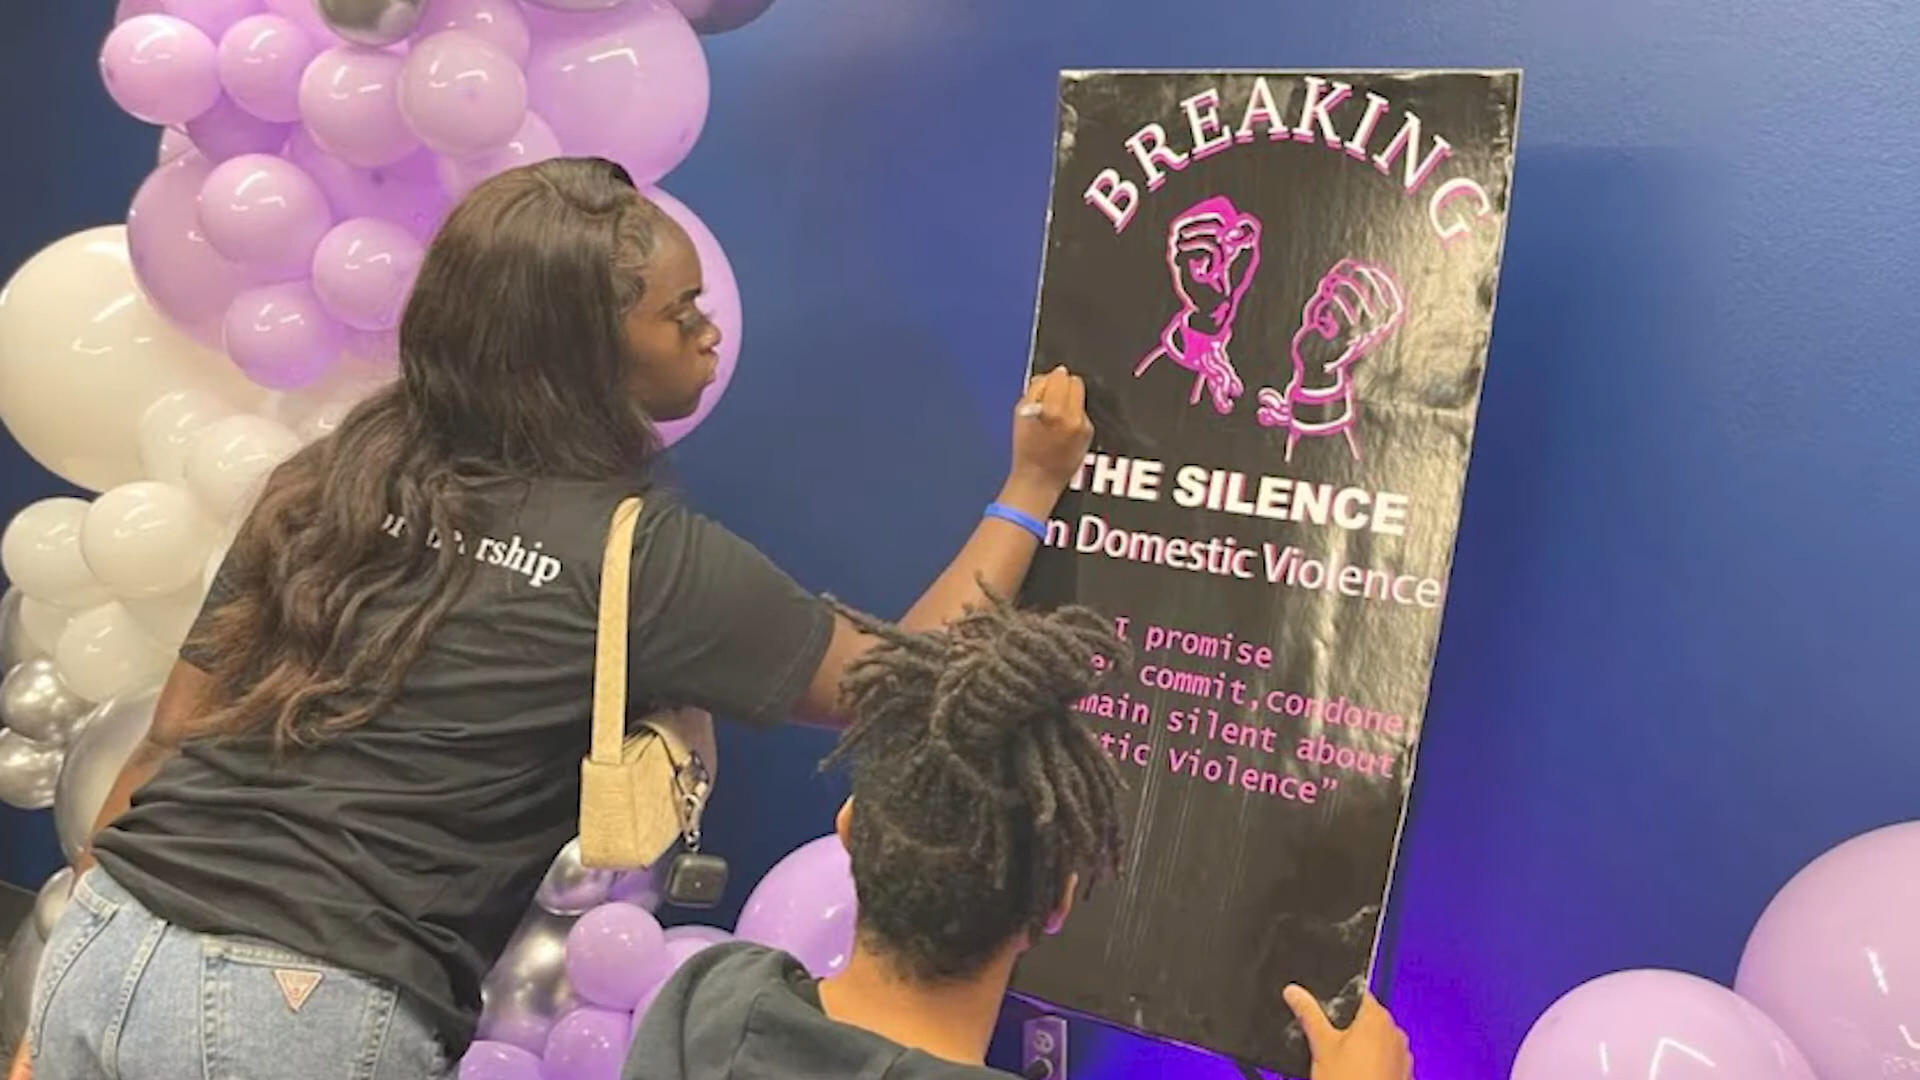 BREAKING
THE SILENCE
n Domestic Violence
I promise
commit, condone,
main silent about
tic Violence”
rship